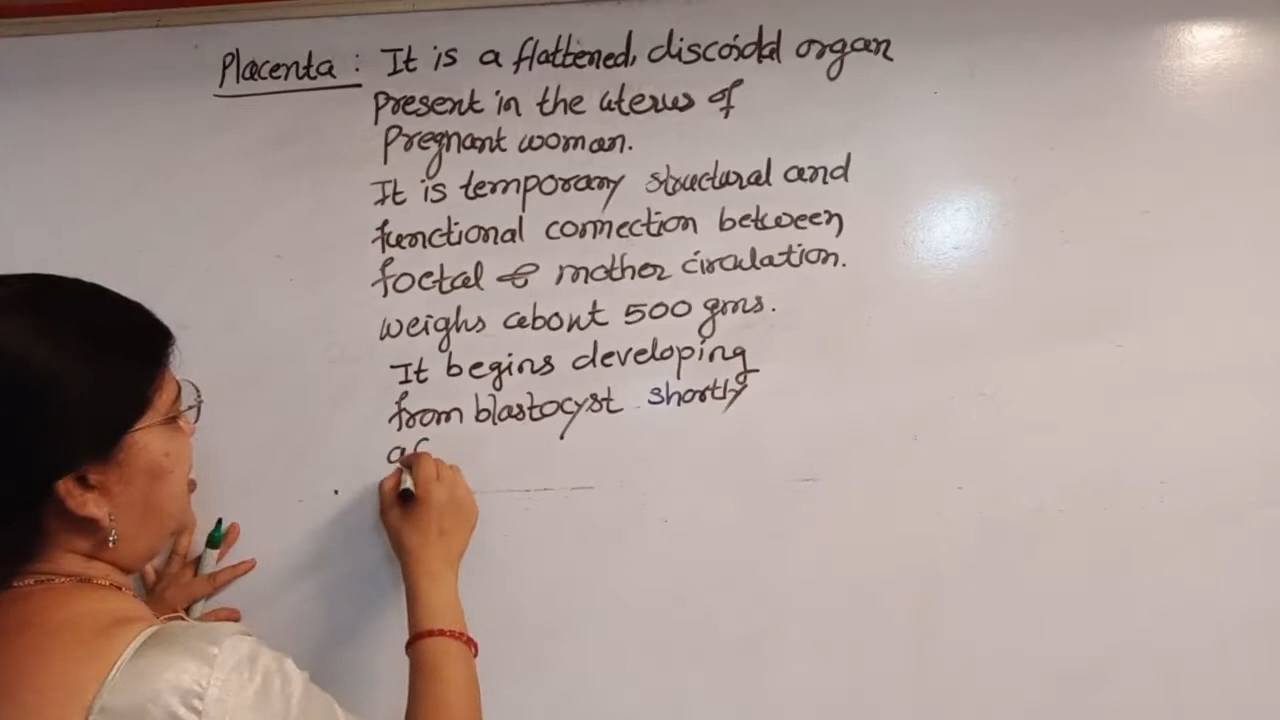 Placenta : It is a flattened, discoidal organ
present in the uterus of
Pregnant woman.
It is temporary structural and
functional connection between
foetal & mother circulation.
weighs about 500 gms.
It begins developing
from blastocyst shortly
af